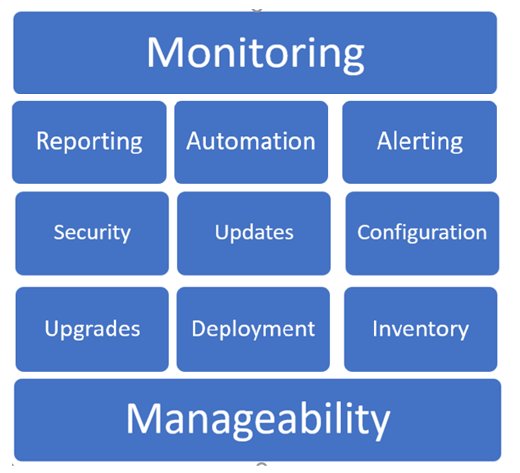 Monitoring
Reporting Automation Alerting
Security Updates Configuration
Upgrades Deployment Inventory
Manageability